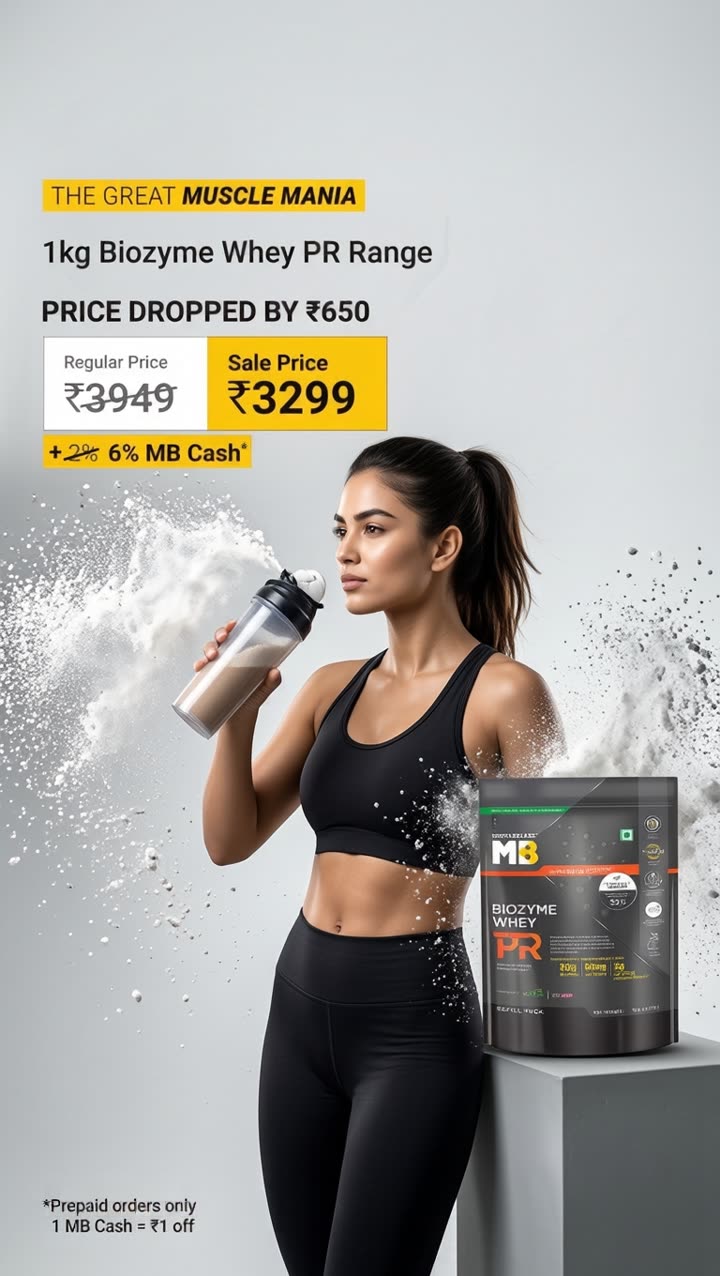 THE GREAT MUSCLE MANIA
1kg Biozyme Whey PR Range
PRICE DROPPED BY ₹650
Regular Price
₹3949
Sale Price
₹3299
+ 2% 6% MB Cash*
MB
BIOZYME
WHEY
PR
*Prepaid orders only
1 MB Cash = ₹1 off